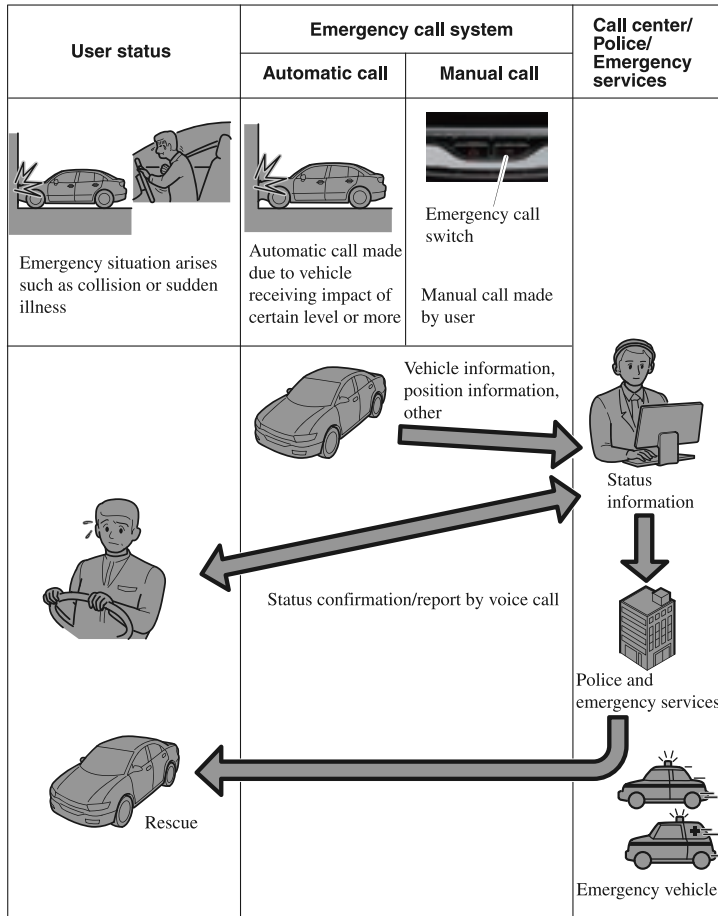 User status
Emergency call system
Automatic call
Manual call
Call center/
Police/
Emergency
services
Emergency situation arises
such as collision or sudden
illness
Automatic call made
due to vehicle
receiving impact of
certain level or more
Emergency call
switch
Manual call made
by user
Vehicle information,
position information,
other
Status
information
Status confirmation/report by voice call
Police and
emergency services
Rescue
Emergency vehicle